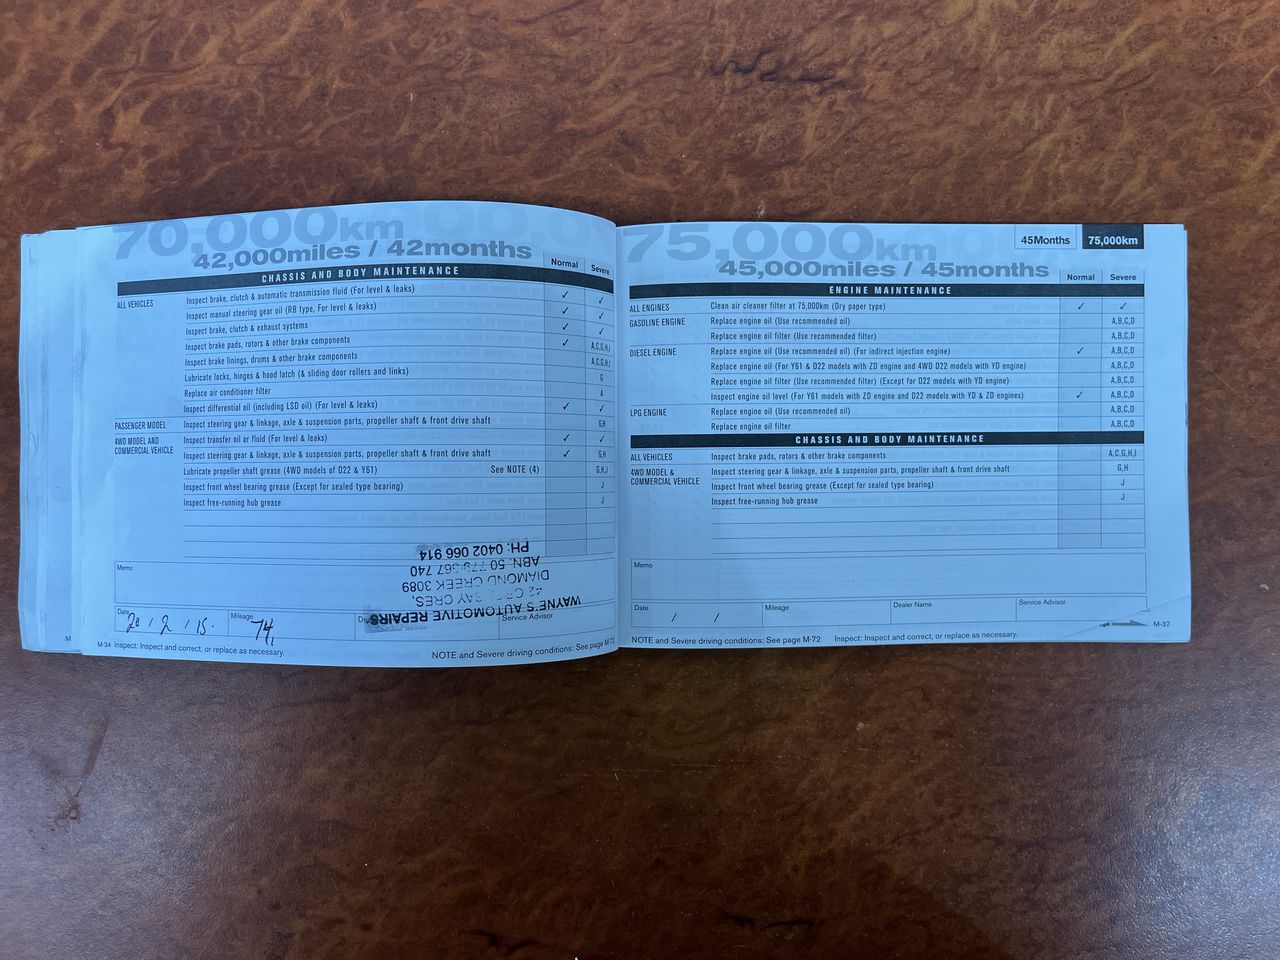 70,000km
42,000miles / 42months
Normal Severe
CHASSIS AND BODY MAINTENANCE
ALL VEHICLES Inspect brake, clutch & automatic transmission fluid (For level & leaks) ✓ ✓
Inspect manual steering gear oil (RB type, For level & leaks) ✓ ✓
Inspect brake, clutch & exhaust systems ✓ ✓
Inspect brake pads, rotors & other brake components ✓ A,C,G,H,I
Inspect brake linings, drums & other brake components A,C,G,H,I
Lubricate locks, hinges & hood latch (& sliding door rollers and links) G
Replace air conditioner filter A
Inspect differential oil (including LSD oil) (For level & leaks) ✓ ✓
PASSENGER MODEL Inspect steering gear & linkage, axle & suspension parts, propeller shaft & front drive shaft G,H
4WD MODEL AND COMMERCIAL VEHICLE Inspect transfer oil or fluid (For level & leaks) ✓ ✓
Inspect steering gear & linkage, axle & suspension parts, propeller shaft & front drive shaft ✓ G,H
Lubricate propeller shaft grease (4WD models of D22 & Y61) See NOTE (4) G,H,J
Inspect front wheel bearing grease (Except for sealed type bearing) J
Inspect free-running hub grease J
Memo
WAYNE'S AUTOMOTIVE REPAIRS
DIAMOND CREEK 3089
PH: 0402 066 914
Date 20 / 2 / 15. Mileage 74, Service Advisor
M-34 Inspect: Inspect and correct, or replace as necessary. NOTE and Severe driving conditions: See page M-72
75,000km
45,000miles / 45months
45Months 75,000km
Normal Severe
ENGINE MAINTENANCE
ALL ENGINES Clean air cleaner filter at 75,000km (Dry paper type) ✓ ✓
GASOLINE ENGINE Replace engine oil (Use recommended oil) A,B,C,D
Replace engine oil filter (Use recommended filter) A,B,C,D
DIESEL ENGINE Replace engine oil (Use recommended oil) (For indirect injection engine) ✓ A,B,C,D
Replace engine oil (For Y61 & D22 models with ZD engine and 4WD D22 models with YD engine) A,B,C,D
Replace engine oil filter (Use recommended filter) (Except for D22 models with YD engine) A,B,C,D
Inspect engine oil level (For Y61 models with ZD engine and D22 models with YD & ZD engines) ✓ A,B,C,D
LPG ENGINE Replace engine oil (Use recommended oil) A,B,C,D
Replace engine oil filter A,B,C,D
CHASSIS AND BODY MAINTENANCE
ALL VEHICLES Inspect brake pads, rotors & other brake components A,C,G,H,I
4WD MODEL & COMMERCIAL VEHICLE Inspect steering gear & linkage, axle & suspension parts, propeller shaft & front drive shaft G,H
Inspect front wheel bearing grease (Except for sealed type bearing) J
Inspect free-running hub grease J
Memo
Date / / Mileage Dealer Name Service Advisor
NOTE and Severe driving conditions: See page M-72 Inspect: Inspect and correct, or replace as necessary.
M-37